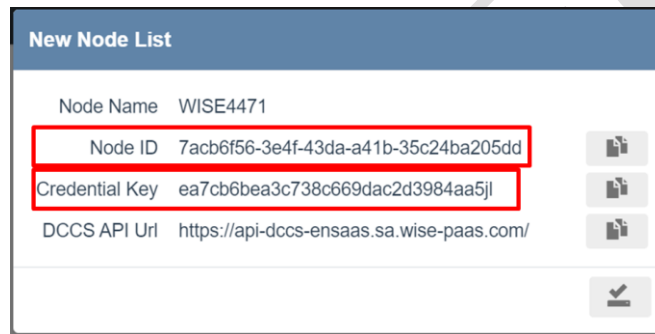 New Node List
Node Name WISE4471
Node ID 7acb6f56-3e4f-43da-a41b-35c24ba205dd
Credential Key ea7cb6bea3c738c669dac2d3984aa5jl
DCCS API Url https://api-dccs-ensaas.sa.wise-paas.com/